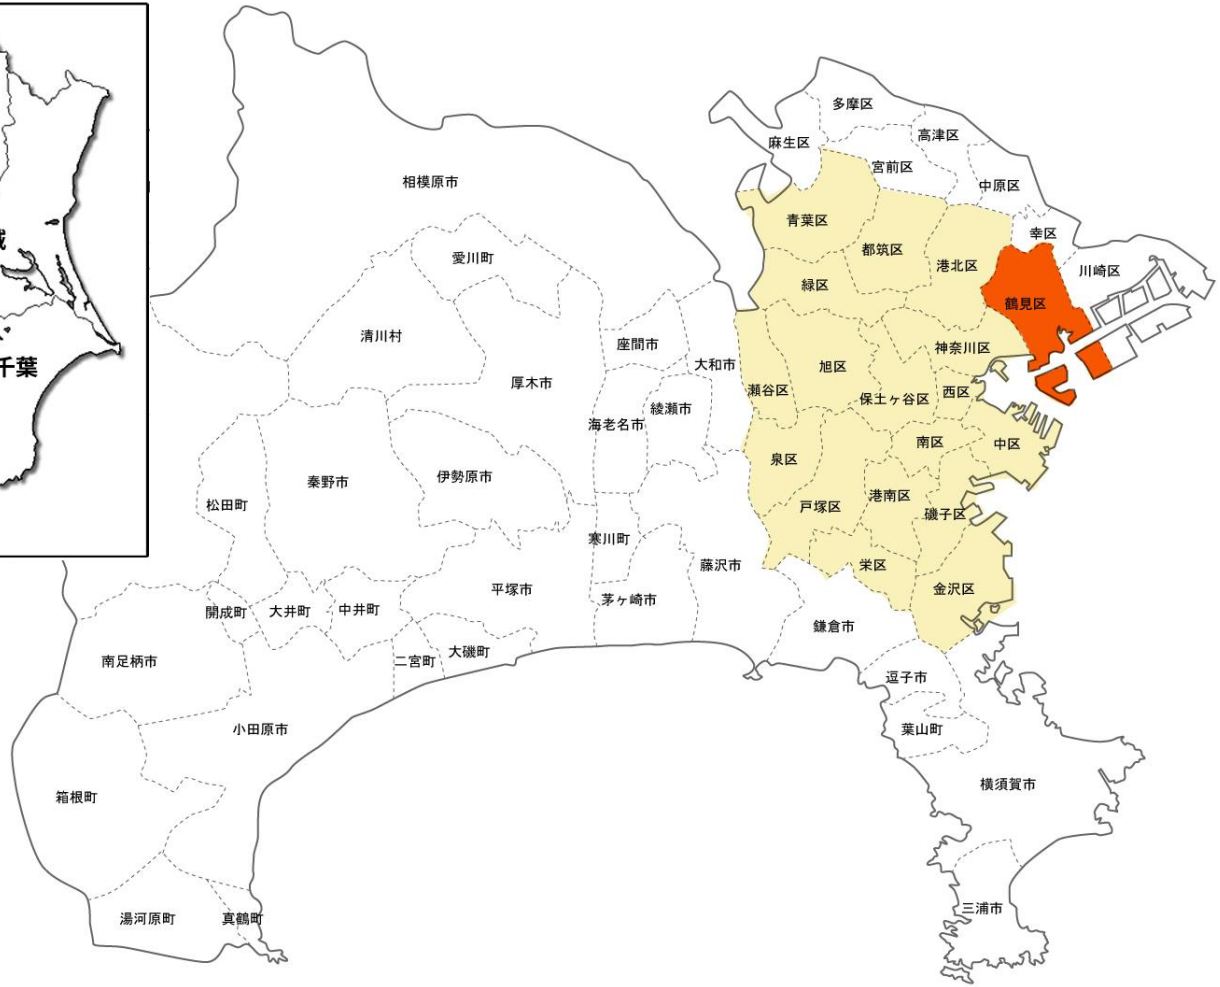 多摩区
高津区
麻生区
宮前区
中原区
相模原市
青葉区
幸区
都筑区
愛川町
港北区
川崎区
緑区
鶴見区
清川村
座間市
神奈川区
大和市
旭区
厚木市
瀬谷区
西区
保土ヶ谷区
綾瀬市
海老名市
千葉
南区
中区
泉区
伊勢原市
秦野市
港南区
松田町
戸塚区
磯子区
寒川町
藤沢市
栄区
平塚市
金沢区
茅ヶ崎市
開成町
大井町
中井町
鎌倉市
大磯町
二宮町
南足柄市
逗子市
小田原市
葉山町
横須賀市
箱根町
三浦市
湯河原町
真鶴町